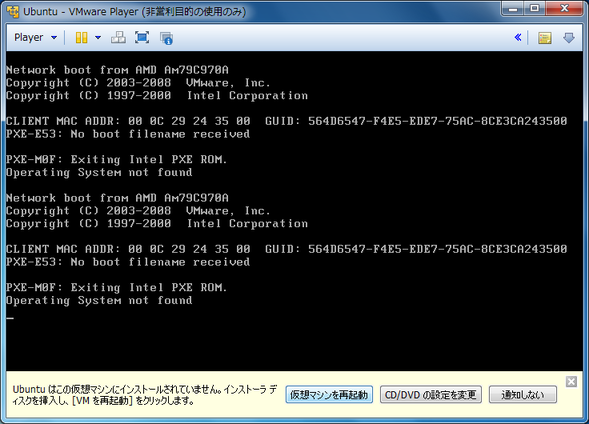 Ubuntu - VMware Player (非営利目的の使用のみ)
Player
Network boot from AMD Am79C970A
Copyright (C) 2003-2008  VMware, Inc.
Copyright (C) 1997-2000  Intel Corporation
CLIENT MAC ADDR: 00 0C 29 24 35 00  GUID: 564D6547-F4E5-EDE7-75AC-8CE3CA243500
PXE-E53: No boot filename received
PXE-M0F: Exiting Intel PXE ROM.
Operating System not found
Network boot from AMD Am79C970A
Copyright (C) 2003-2008  VMware, Inc.
Copyright (C) 1997-2000  Intel Corporation
CLIENT MAC ADDR: 00 0C 29 24 35 00  GUID: 564D6547-F4E5-EDE7-75AC-8CE3CA243500
PXE-E53: No boot filename received
PXE-M0F: Exiting Intel PXE ROM.
Operating System not found
Ubuntu はこの仮想マシンにインストールされていません。インストーラ デ
ィスクを挿入し、[VM を再起動] をクリックします。
仮想マシンを再起動
CD/DVD の設定を変更
通知しない